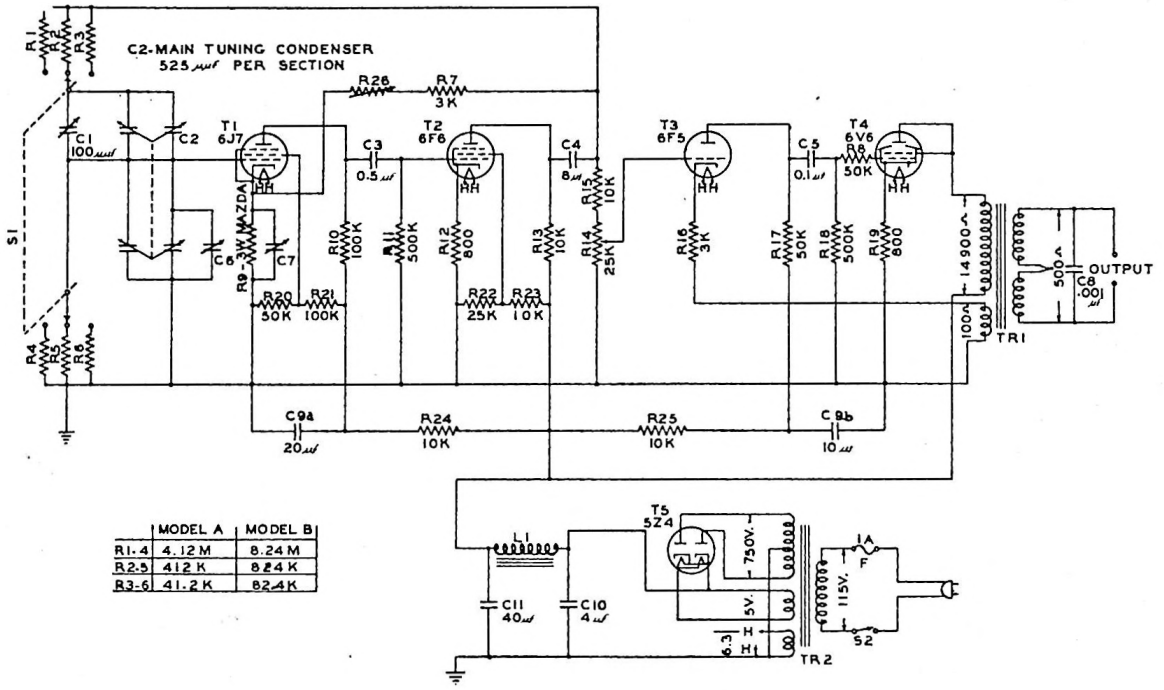 R1
R2
R3
C2-MAIN TUNING CONDENSER
525 μμf PER SECTION
R26
R7
3K
C1
100μμf
C2
T1
6J7
HH
C3
0.5μf
T2
6F6
HH
C4
8μf
R15
10K
T3
6F5
HH
C5
0.1μf
T4
6V6
R8
50K
HH
S1
C6
R9-3W MAZDA
C7
R10
100K
R11
500K
R12
800
R13
10K
R14
25K
R16
3K
R17
50K
R18
500K
R19
800
14900Ω
100Ω
TR1
500Ω
C8
.001
μf
OUTPUT
R20
50K
R21
100K
R22
25K
R23
10K
R4
R5
R6
C9a
20μf
R24
10K
R25
10K
C9b
10μf
MODEL A MODEL B
R1-4 4.12M 8.24M
R2-5 412K 824K
R3-6 41.2K 82.4K
L1
C11
40μf
C10
4μf
T5
5Z4
750V.
5V.
6.3
H
H
TR2
115V.
1A
F
S2